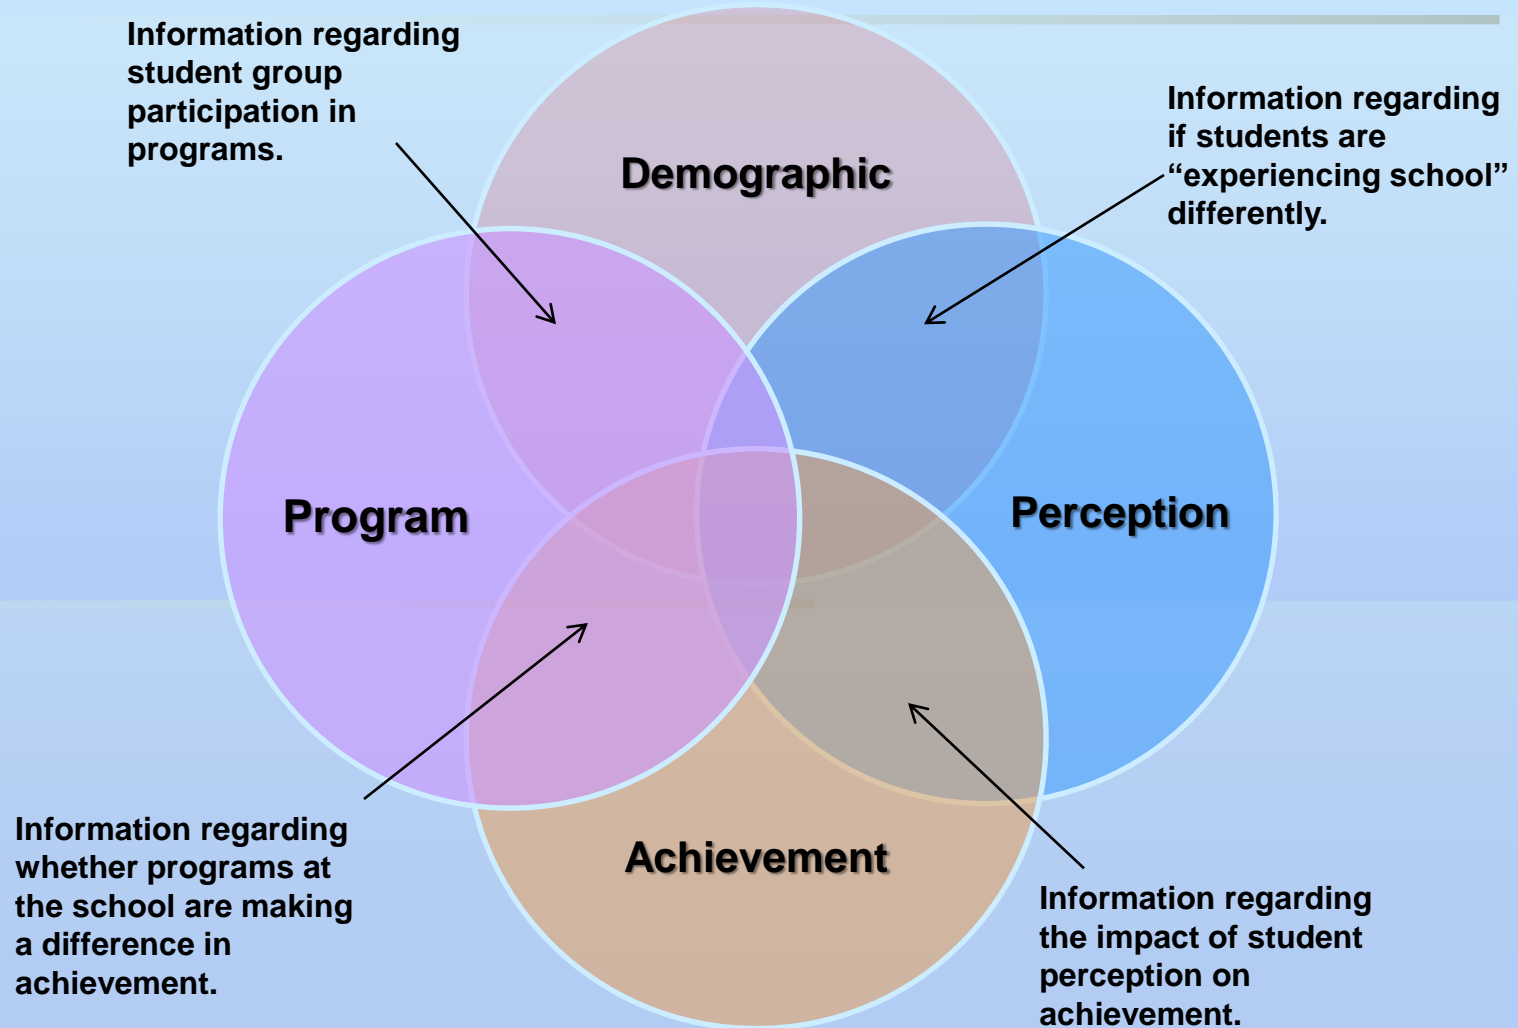 Information regarding
student group
participation in
programs.
Information regarding
if students are
“experiencing school”
differently.
Demographic
Program
Perception
Achievement
Information regarding
whether programs at
the school are making
a difference in
achievement.
Information regarding
the impact of student
perception on
achievement.